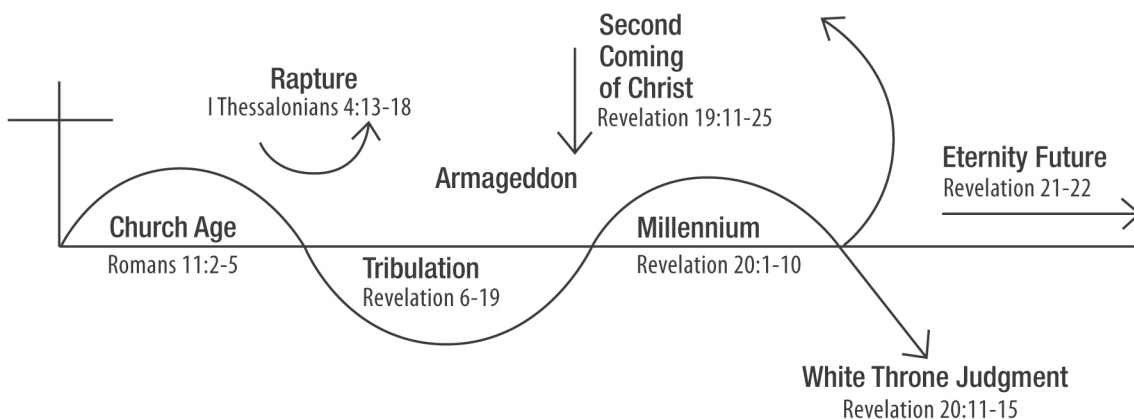 Rapture
I Thessalonians 4:13-18
Second
Coming
of Christ
Revelation 19:11-25
Armageddon
Eternity Future
Revelation 21-22
Church Age
Romans 11:2-5
Tribulation
Revelation 6-19
Millennium
Revelation 20:1-10
White Throne Judgment
Revelation 20:11-15